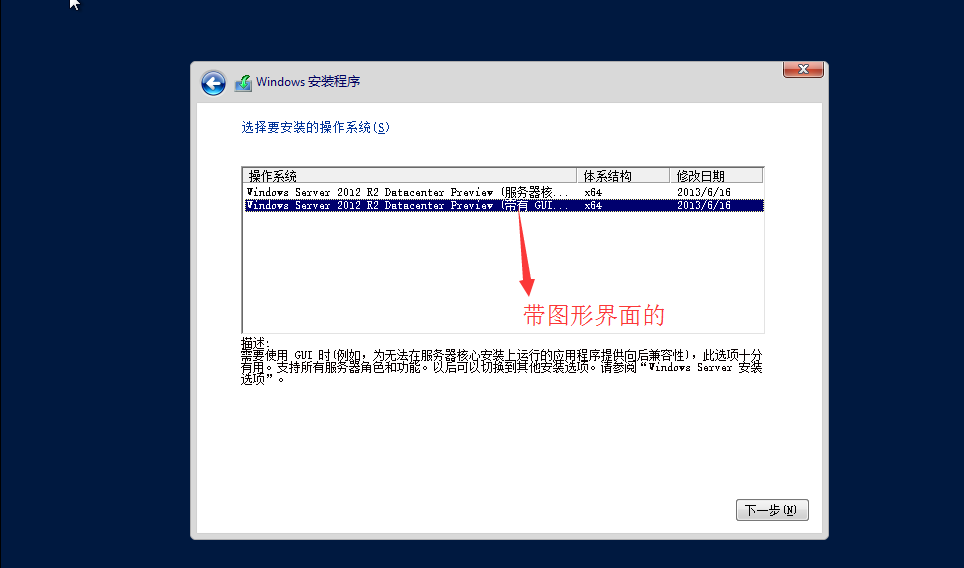 Windows 安装程序
选择要安装的操作系统(S)
操作系统 体系结构 修改日期
Windows Server 2012 R2 Datacenter Preview (服务器核... x64 2013/6/16
Windows Server 2012 R2 Datacenter Preview (带有 GUI... x64 2013/6/16
带图形界面的
描述:
需要使用 GUI 时(例如，为无法在服务器核心安装上运行的应用程序提供向后兼容性)，此选项十分
有用。支持所有服务器角色和功能。以后可以切换到其他安装选项。请参阅“Windows Server 安装
选项”。
下一步(N)